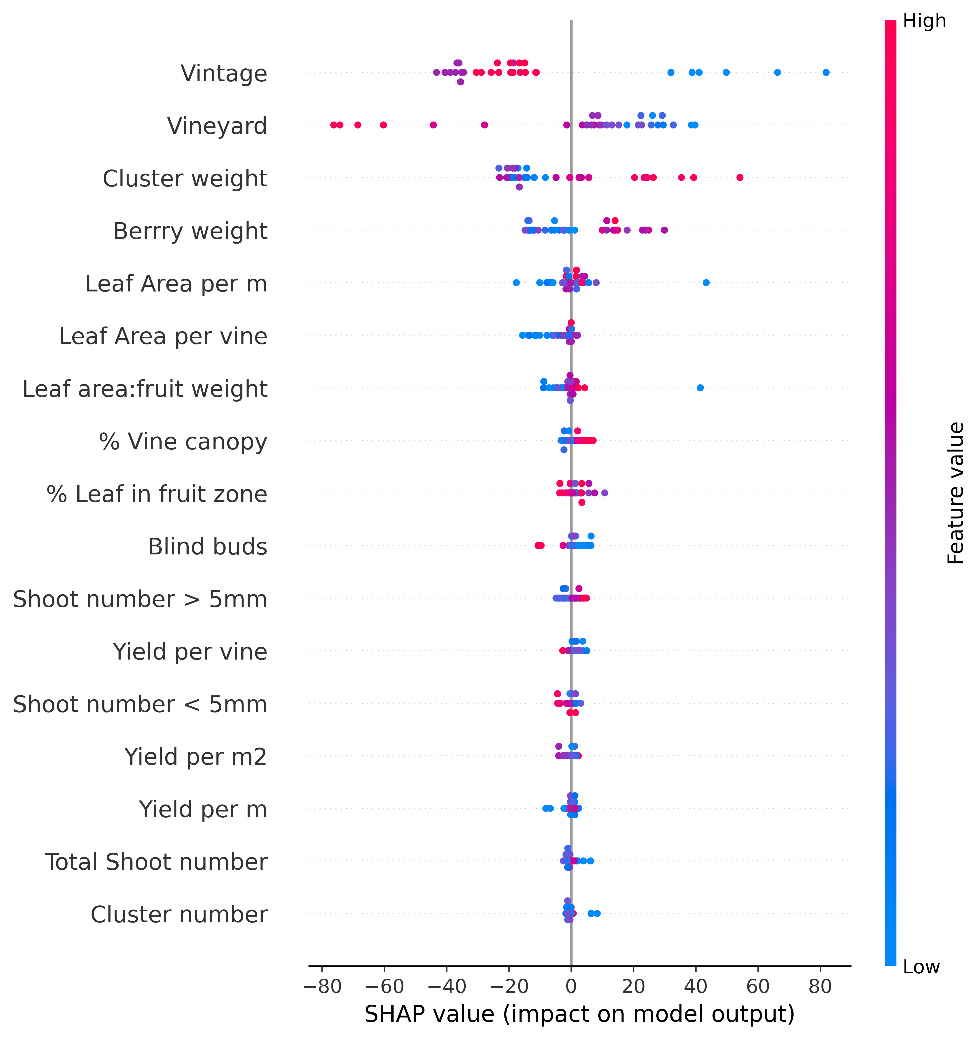 High
Vintage
Vineyard
Cluster weight
Berrry weight
Leaf Area per m
Leaf Area per vine
Leaf area:fruit weight
% Vine canopy
% Leaf in fruit zone
Blind buds
Shoot number > 5mm
Yield per vine
Shoot number < 5mm
Yield per m2
Yield per m
Total Shoot number
Cluster number
Feature value
Low
−80 −60 −40 −20 0 20 40 60 80
SHAP value (impact on model output)